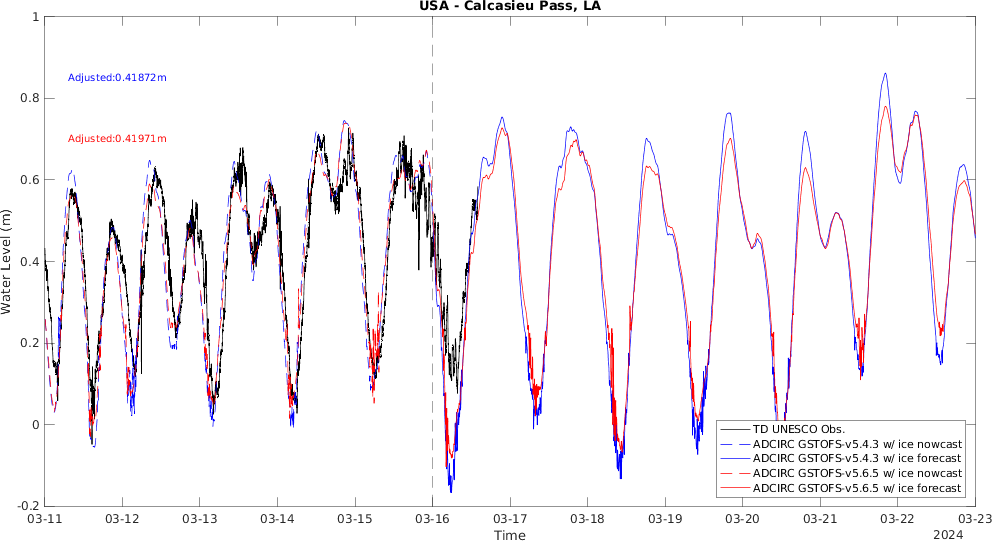 USA - Calcasieu Pass, LA
1
0.8
0.6
0.4
0.2
0
-0.2
Water Level (m)
Adjusted:0.41872m
Adjusted:0.41971m
TD UNESCO Obs.
ADCIRC GSTOFS-v5.4.3 w/ ice nowcast
ADCIRC GSTOFS-v5.4.3 w/ ice forecast
ADCIRC GSTOFS-v5.6.5 w/ ice nowcast
ADCIRC GSTOFS-v5.6.5 w/ ice forecast
03-11 03-12 03-13 03-14 03-15 03-16 03-17 03-18 03-19 03-20 03-21 03-22 03-23
Time
2024